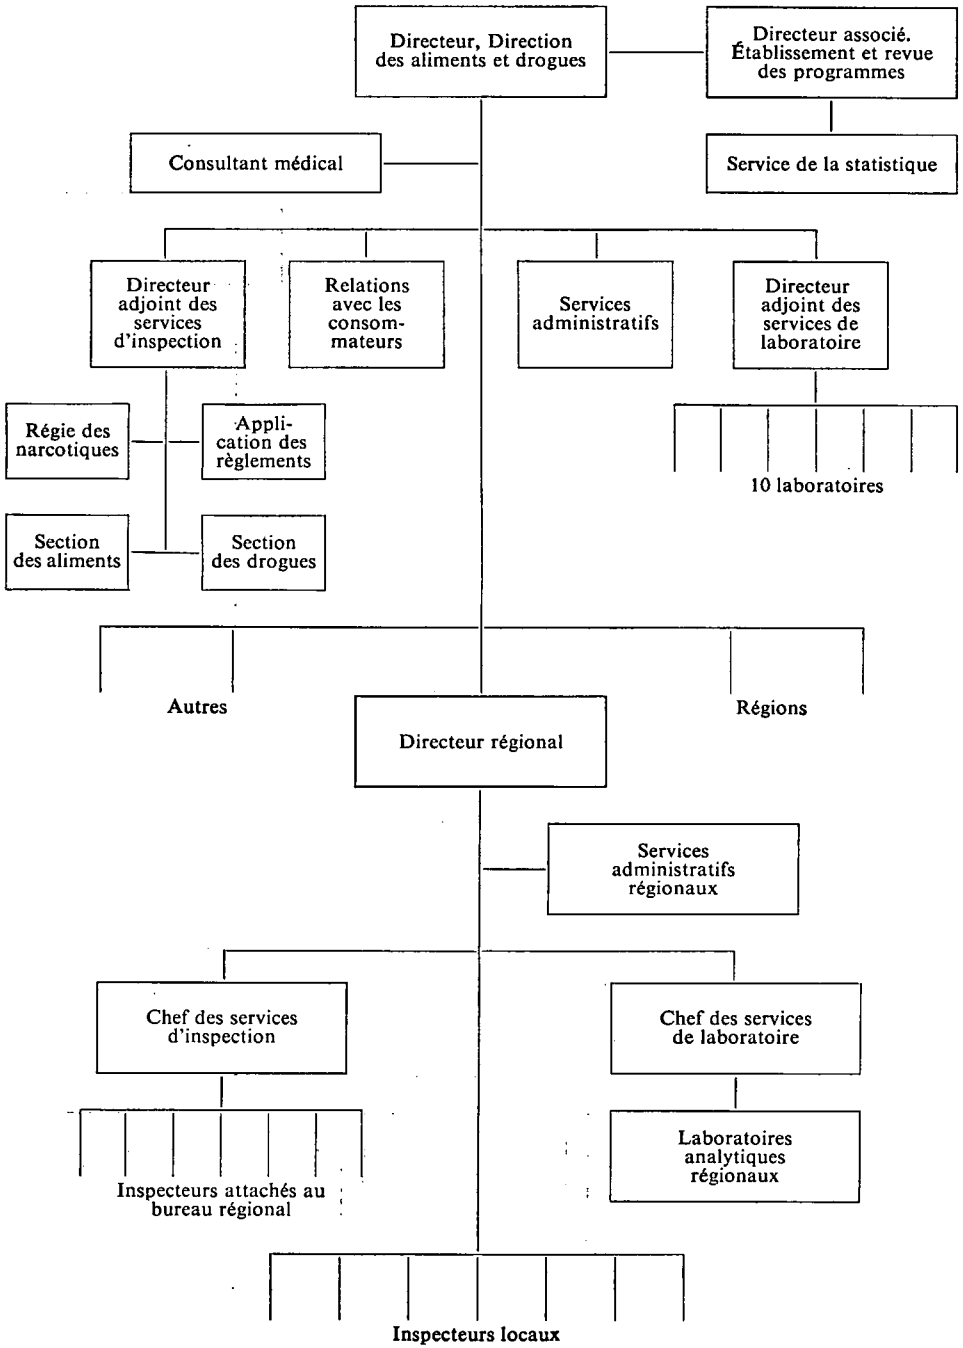 Directeur, Direction
des aliments et drogues
Directeur associé.
Établissement et revue
des programmes
Consultant médical
Service de la statistique
Directeur
adjoint des
services
d'inspection
Relations
avec les
consom-
mateurs
Services
administratifs
Directeur
adjoint des
services de
laboratoire
Régie des
narcotiques
Appli-
cation des
règlements
10 laboratoires
Section
des aliments
Section
des drogues
Autres
Régions
Directeur régional
Services
administratifs
régionaux
Chef des services
d'inspection
Chef des services
de laboratoire
Laboratoires
analytiques
régionaux
Inspecteurs attachés au
bureau régional
Inspecteurs locaux